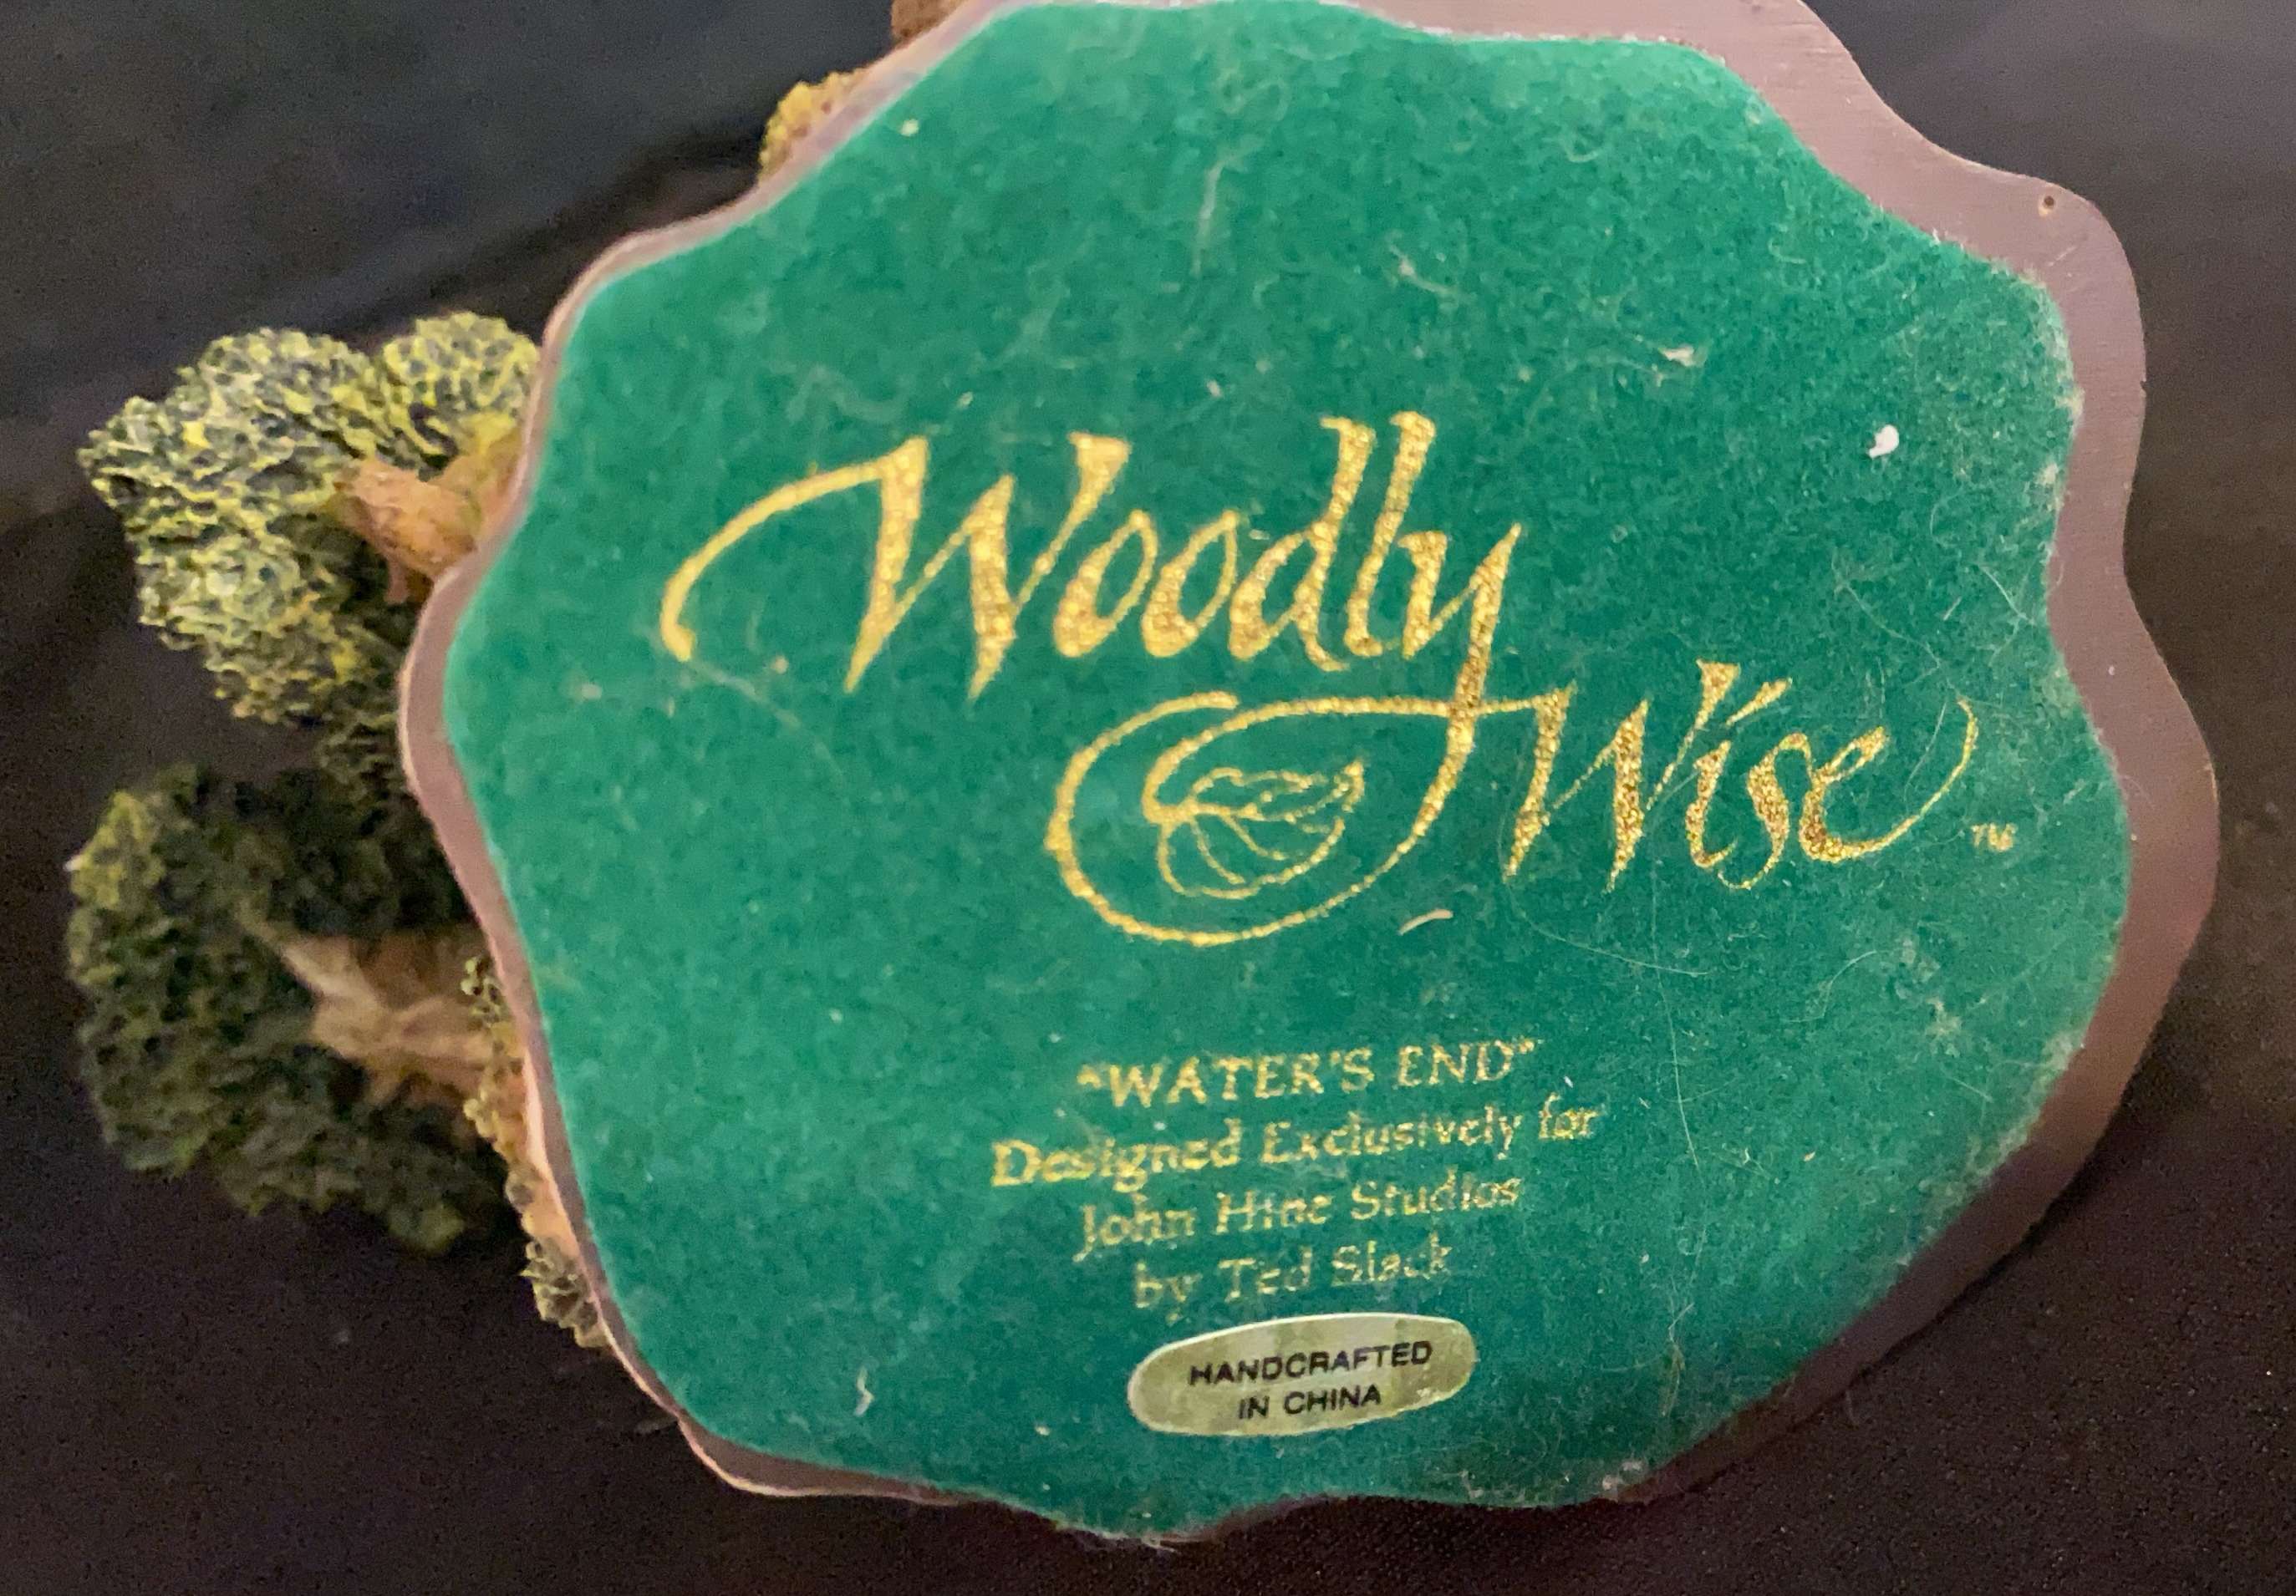 Woodly
Wise ™
"WATER'S END"
Designed Exclusively for
John Hine Studios
by Ted Slack
HANDCRAFTED
IN CHINA